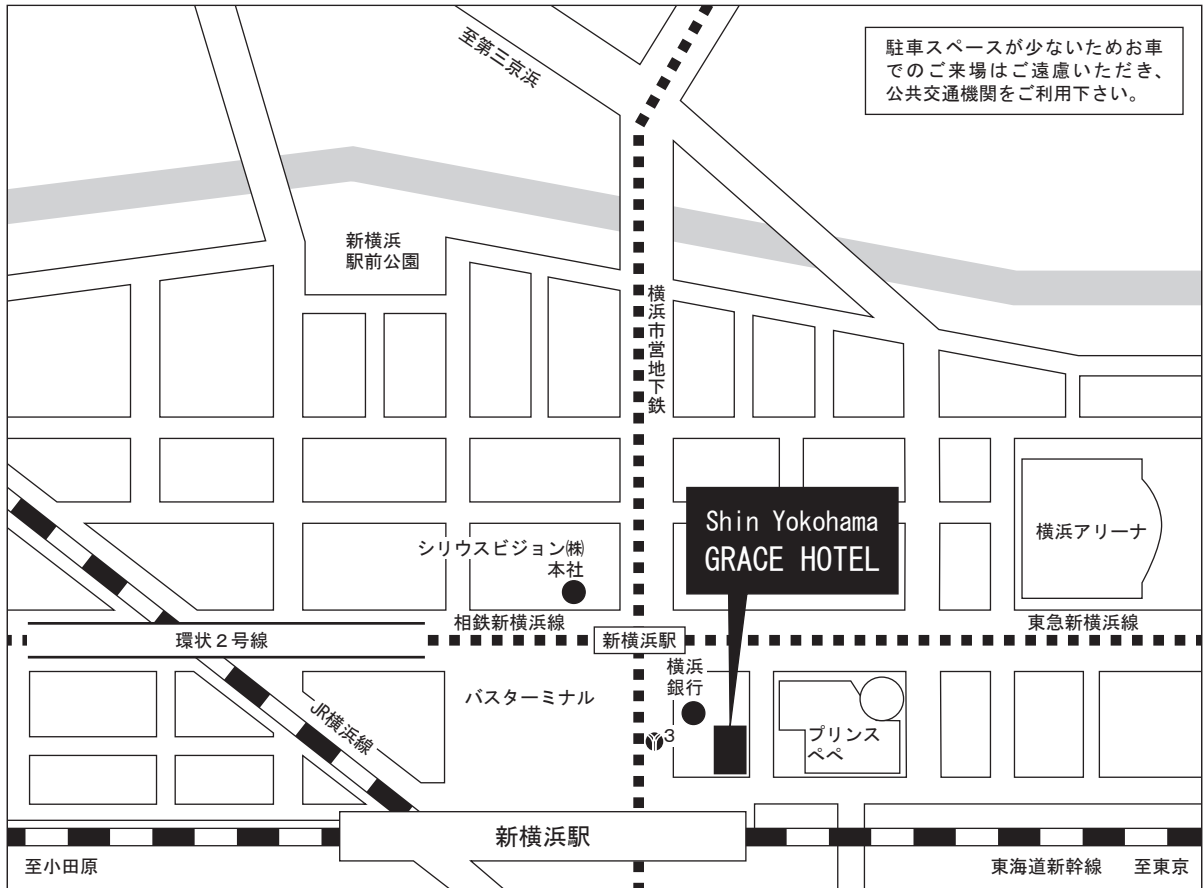 至第三京浜
駐車スペースが少ないためお車
でのご来場はご遠慮いただき、
公共交通機関をご利用下さい。
新横浜
駅前公園
横浜市営地下鉄
Shin Yokohama
GRACE HOTEL
シリウスビジョン㈱
本社
横浜アリーナ
相鉄新横浜線
東急新横浜線
環状2号線
新横浜駅
横浜
銀行
バスターミナル
JR横浜線
3
プリンス
ペペ
新横浜駅
至小田原
東海道新幹線
至東京